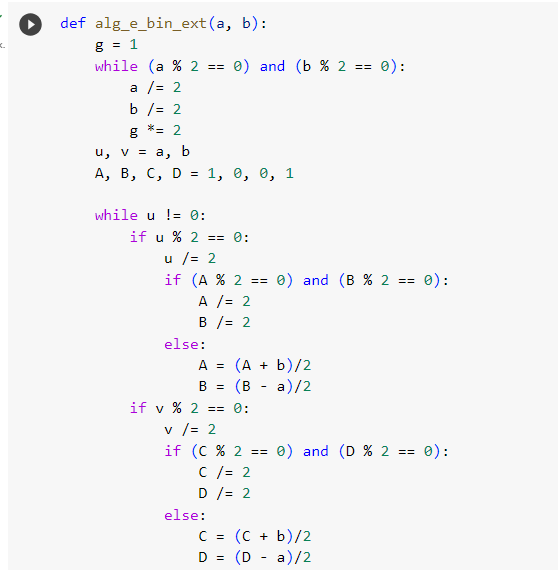 def alg_e_bin_ext(a, b):
    g = 1
    while (a % 2 == 0) and (b % 2 == 0):
        a /= 2
        b /= 2
        g *= 2
    u, v = a, b
    A, B, C, D = 1, 0, 0, 1

    while u != 0:
        if u % 2 == 0:
            u /= 2
            if (A % 2 == 0) and (B % 2 == 0):
                A /= 2
                B /= 2
            else:
                A = (A + b)/2
                B = (B - a)/2
        if v % 2 == 0:
            v /= 2
            if (C % 2 == 0) and (D % 2 == 0):
                C /= 2
                D /= 2
            else:
                C = (C + b)/2
                D = (D - a)/2